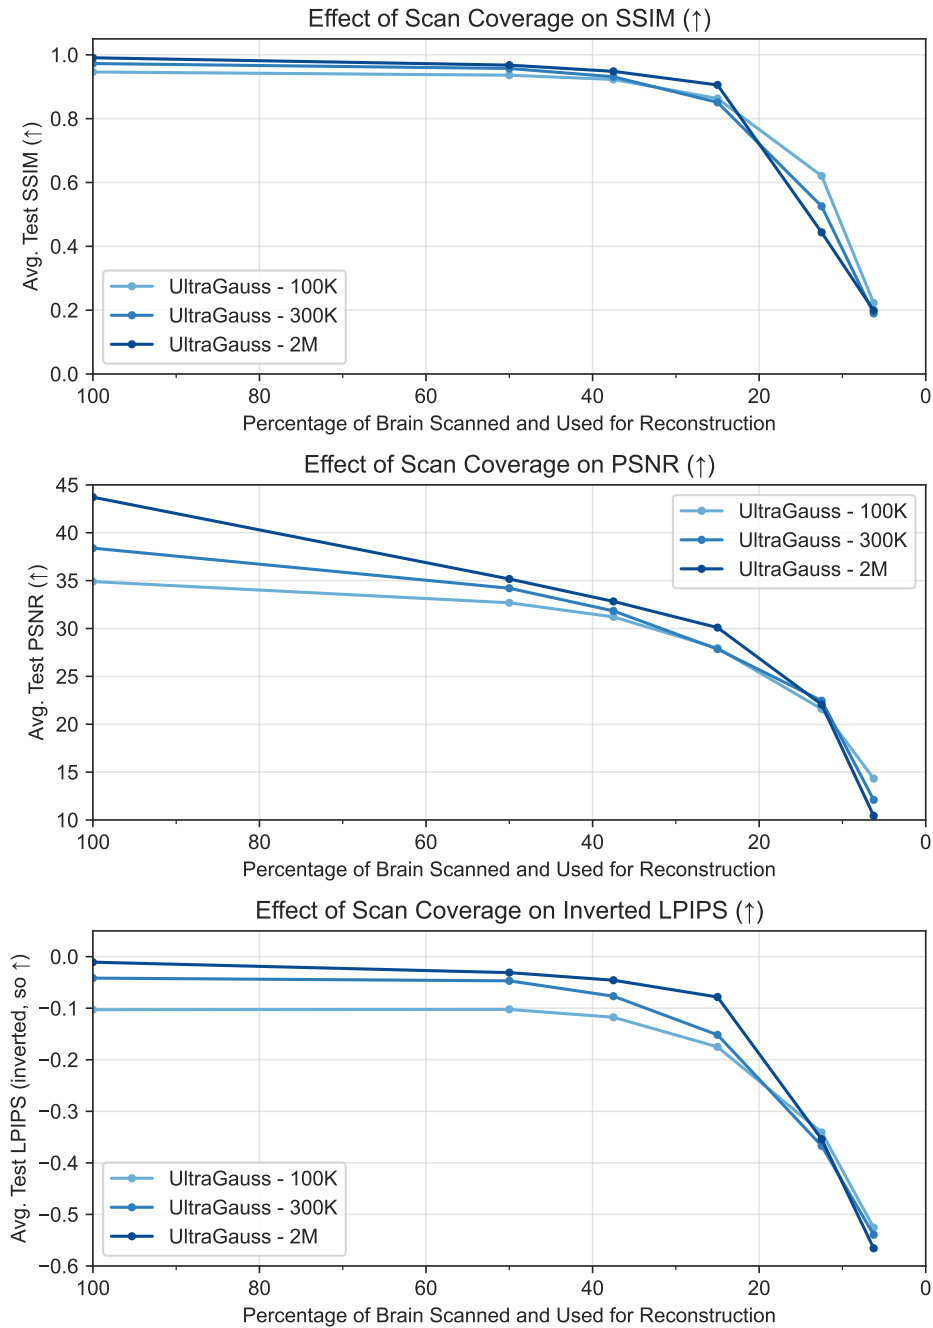 Effect of Scan Coverage on SSIM (↑)
Avg. Test SSIM (↑)
1.0
0.8
0.6
0.4
0.2
0.0
UltraGauss - 100K
UltraGauss - 300K
UltraGauss - 2M
100 80 60 40 20 0
Percentage of Brain Scanned and Used for Reconstruction
Effect of Scan Coverage on PSNR (↑)
Avg. Test PSNR (↑)
45
40
35
30
25
20
15
10
UltraGauss - 100K
UltraGauss - 300K
UltraGauss - 2M
100 80 60 40 20 0
Percentage of Brain Scanned and Used for Reconstruction
Effect of Scan Coverage on Inverted LPIPS (↑)
Avg. Test LPIPS (inverted, so ↑)
0.0
−0.1
−0.2
−0.3
−0.4
−0.5
−0.6
UltraGauss - 100K
UltraGauss - 300K
UltraGauss - 2M
100 80 60 40 20 0
Percentage of Brain Scanned and Used for Reconstruction